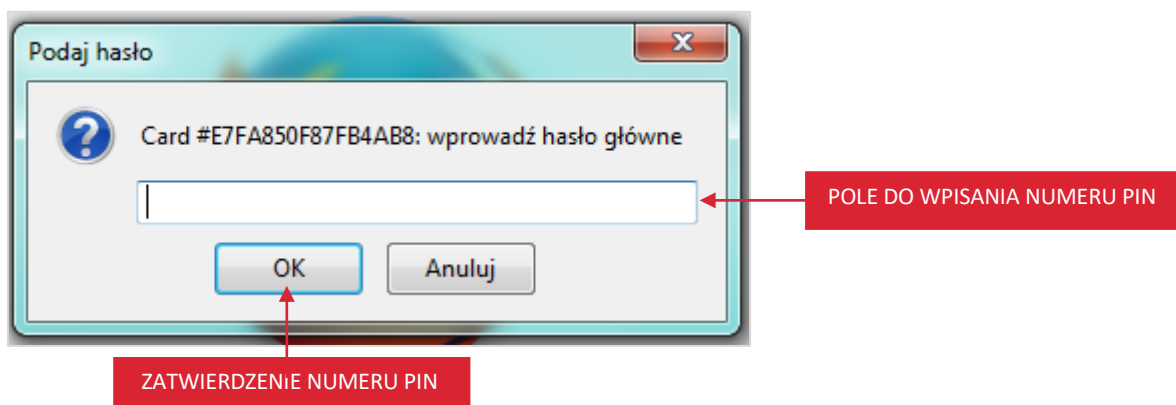 Podaj hasło
Card #E7FA850F87FB4AB8: wprowadź hasło główne
POLE DO WPISANIA NUMERU PIN
OK
Anuluj
ZATWIERDZENIE NUMERU PIN